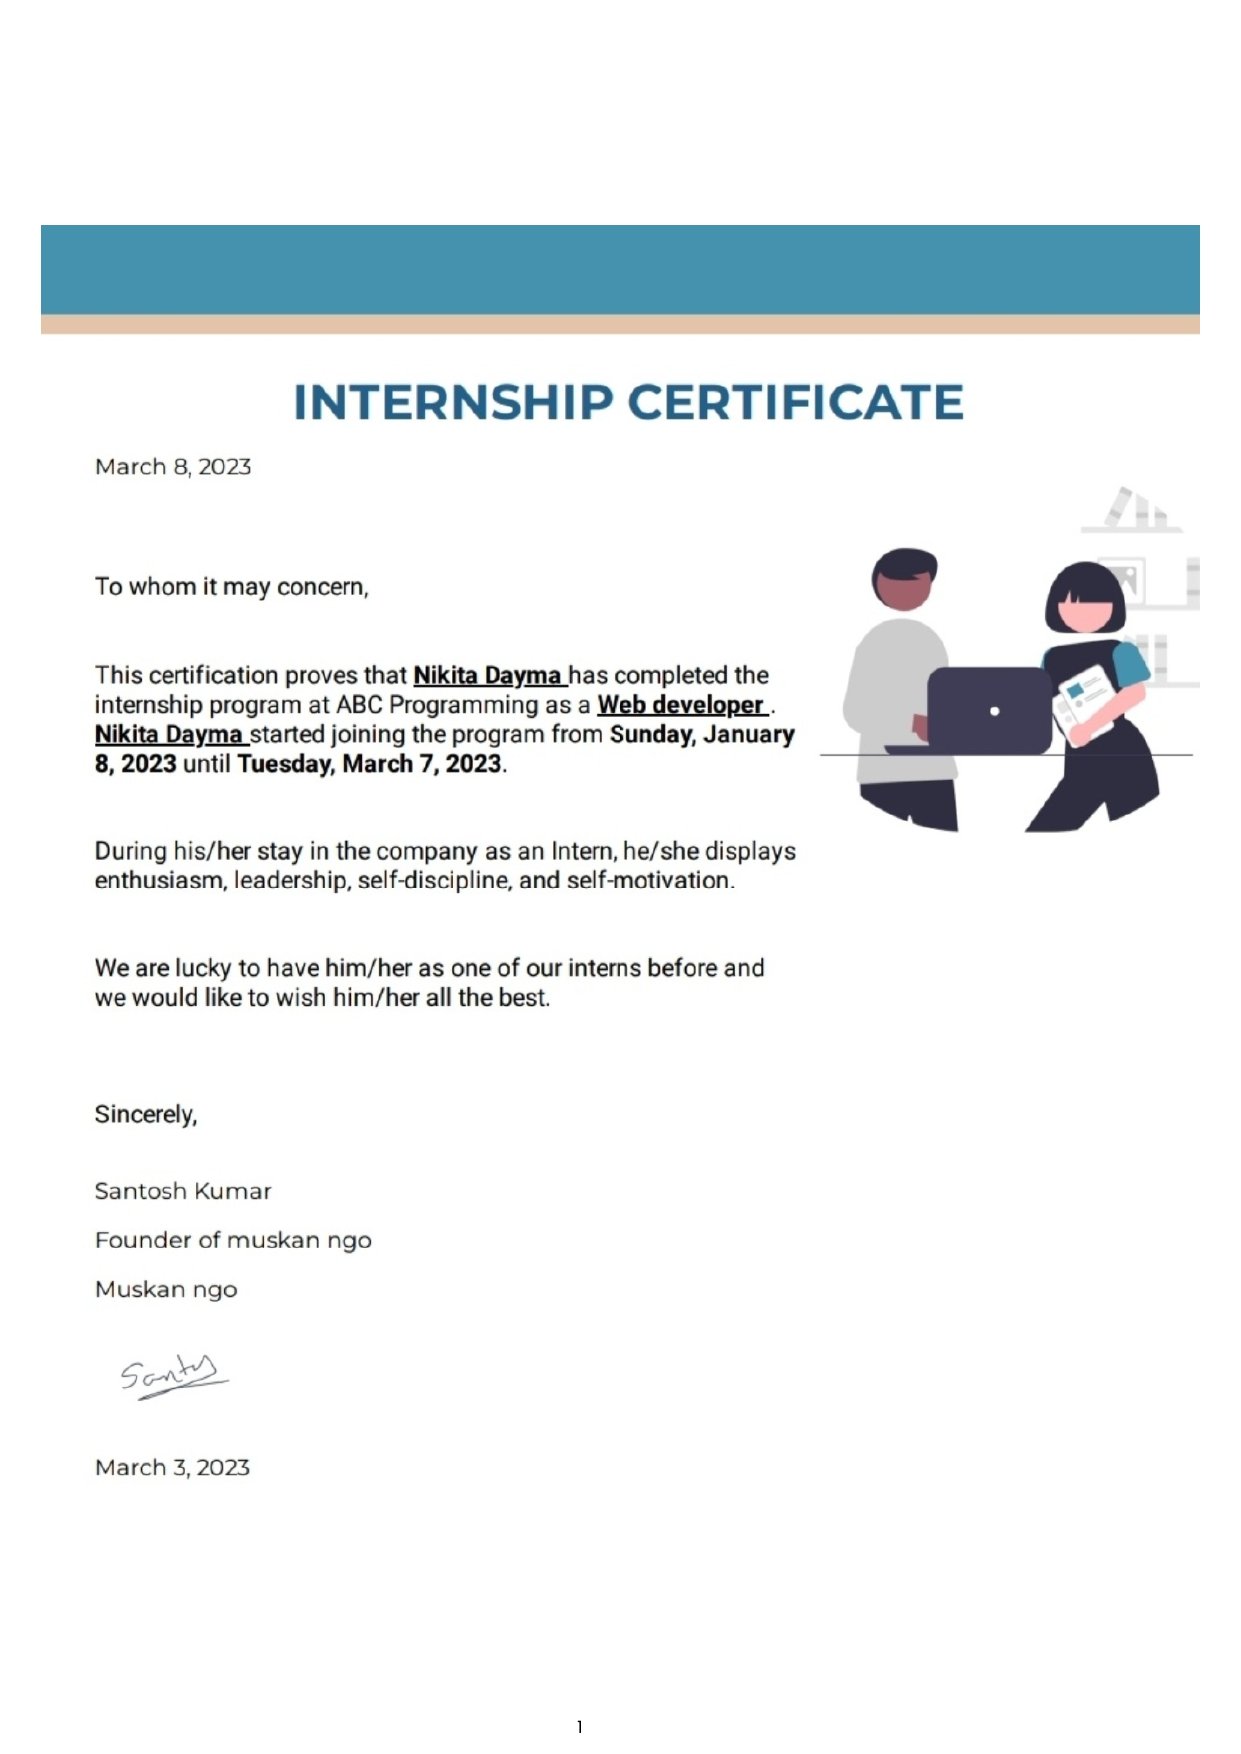 INTERNSHIP CERTIFICATE
March 8, 2023
To whom it may concern,
This certification proves that Nikita Dayma has completed the
internship program at ABC Programming as a Web developer .
Nikita Dayma started joining the program from Sunday, January
8, 2023 until Tuesday, March 7, 2023.
During his/her stay in the company as an Intern, he/she displays
enthusiasm, leadership, self-discipline, and self-motivation.
We are lucky to have him/her as one of our interns before and
we would like to wish him/her all the best.
Sincerely,
Santosh Kumar
Founder of muskan ngo
Muskan ngo
March 3, 2023
1